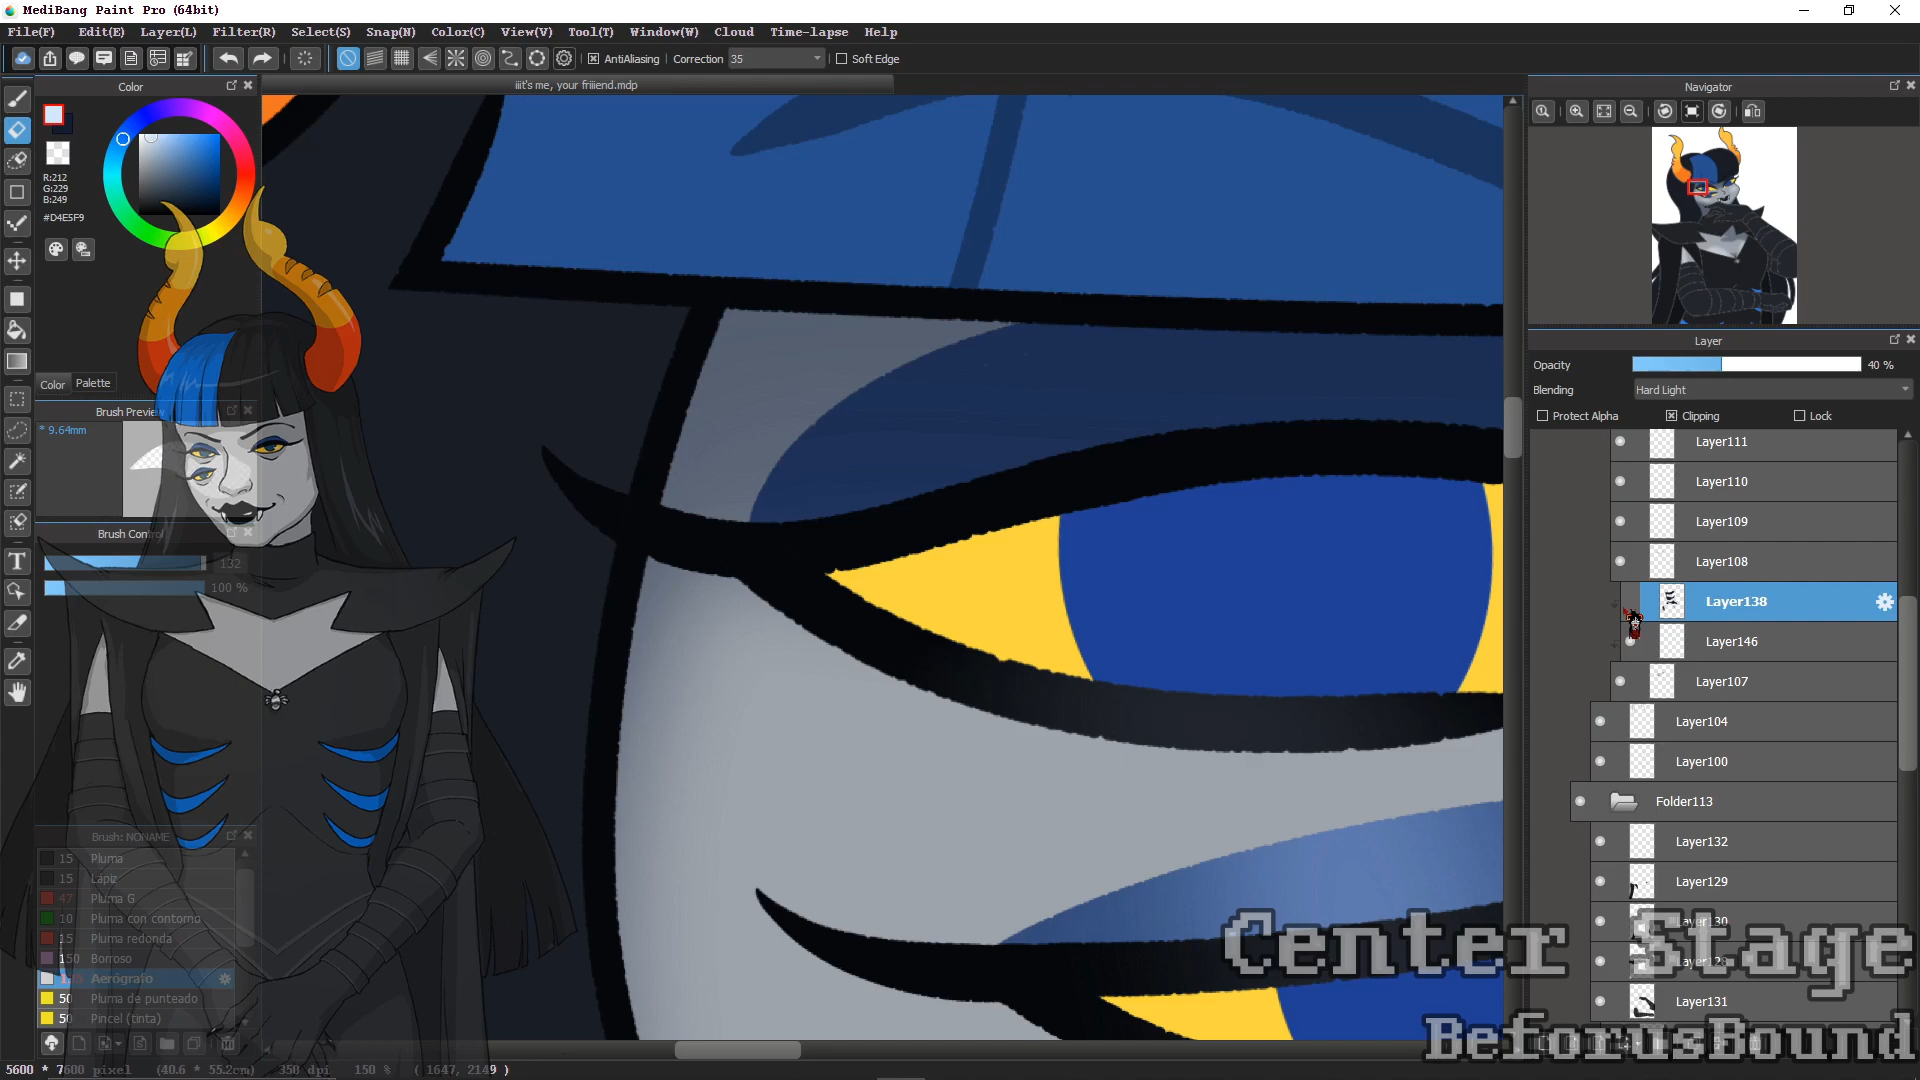 MediBang Paint Pro (64bit)
File(F) Edit(E) Layer(L) Filter(R) Select(S) Snap(N) Color(C) View(V) Tool(T) Window(W) Cloud Time-lapse Help
AntiAliasing Correction 35 Soft Edge
Color
iiit's me, your friiiend.mdp
Navigator
R:212
G:229
B:249
#D4E5F9
Color Palette
Brush Preview
* 9.64mm
Brush Control
132
100 %
Brush: NONAME
15 Pluma
15 Lápiz
47 Pluma G
10 Pluma con contorno
15 Pluma redonda
150 Borroso
Aerógrafo
50 Pluma de punteado
50 Pincel (tinta)
Layer
Opacity 40 %
Blending Hard Light
Protect Alpha Clipping Lock
Layer111
Layer110
Layer109
Layer108
Layer138
Layer146
Layer107
Layer104
Layer100
Folder113
Layer132
Layer129
Layer130
Layer128
Layer131
Center Stage
BeforusBound
5600 * 7600 pixel (40.6 * 55.2cm) 350 dpi 150 % ( 1647, 2149 )